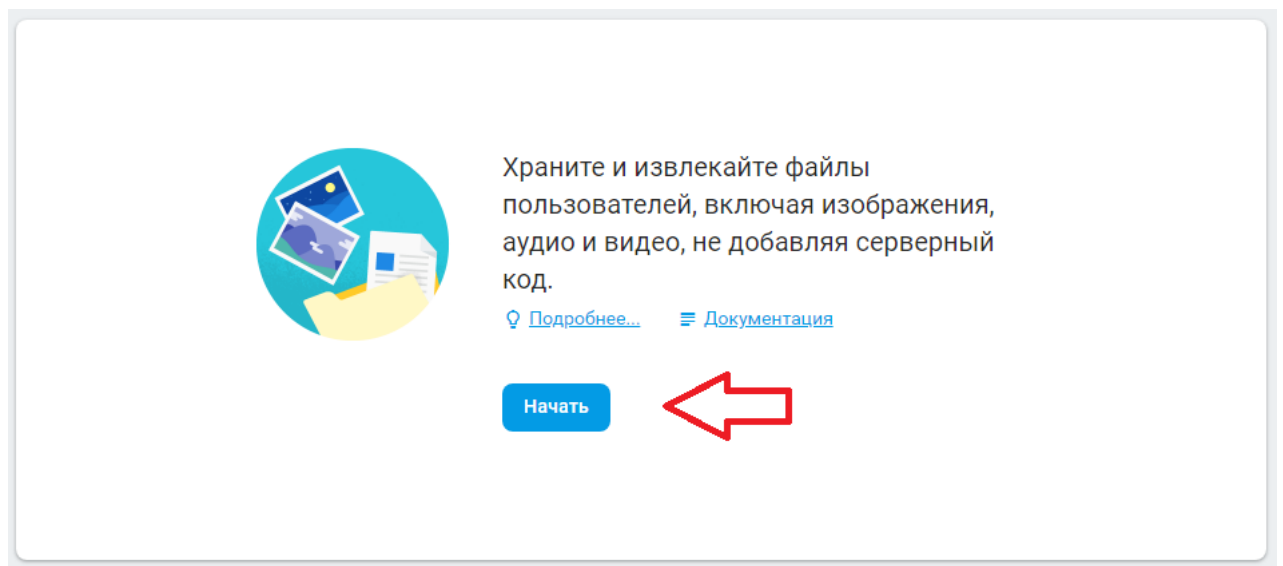 Храните и извлекайте файлы
пользователей, включая изображения,
аудио и видео, не добавляя серверный
код.
Подробнее... Документация
Начать